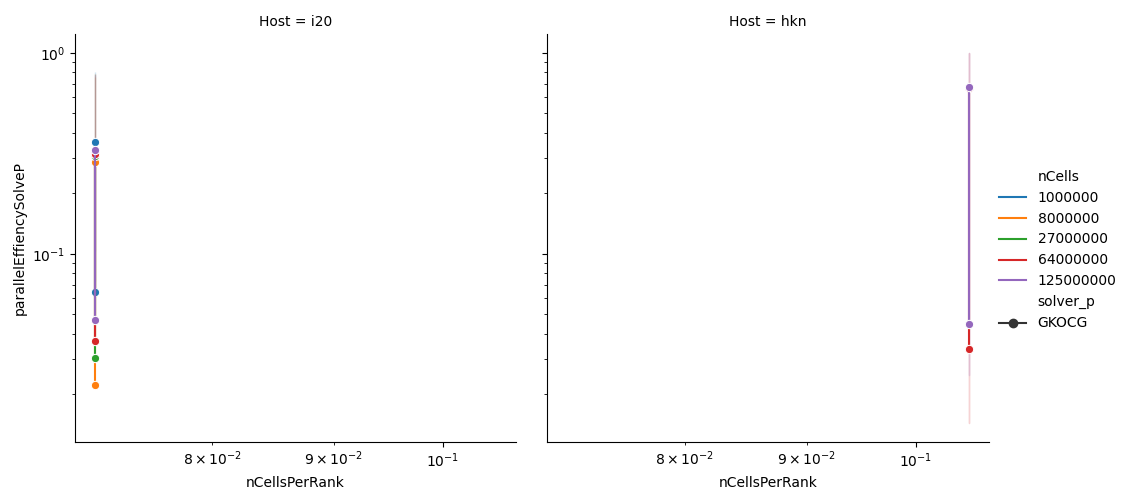 Host = i20
Host = hkn
10⁰
10⁻¹
parallelEffiencySolveP
8 × 10⁻²
9 × 10⁻²
10⁻¹
nCellsPerRank
8 × 10⁻²
9 × 10⁻²
10⁻¹
nCellsPerRank
nCells
1000000
8000000
27000000
64000000
125000000
solver_p
GKOCG